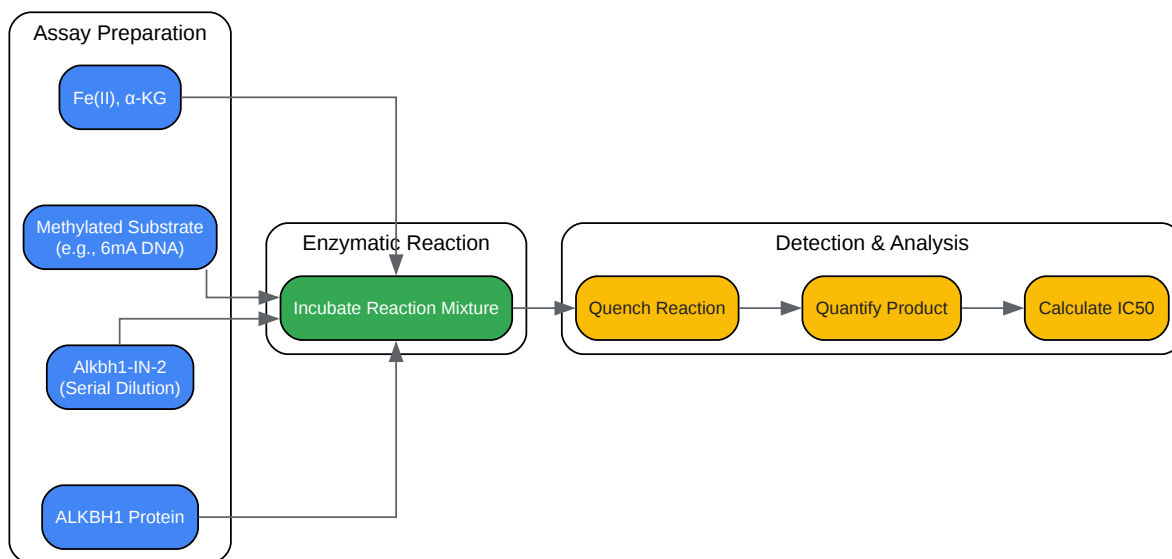 Assay Preparation
Fe(II), α-KG
Methylated Substrate
(e.g., 6mA DNA)
Alkbh1-IN-2
(Serial Dilution)
ALKBH1 Protein
Enzymatic Reaction
Incubate Reaction Mixture
Detection & Analysis
Quench Reaction
Quantify Product
Calculate IC50